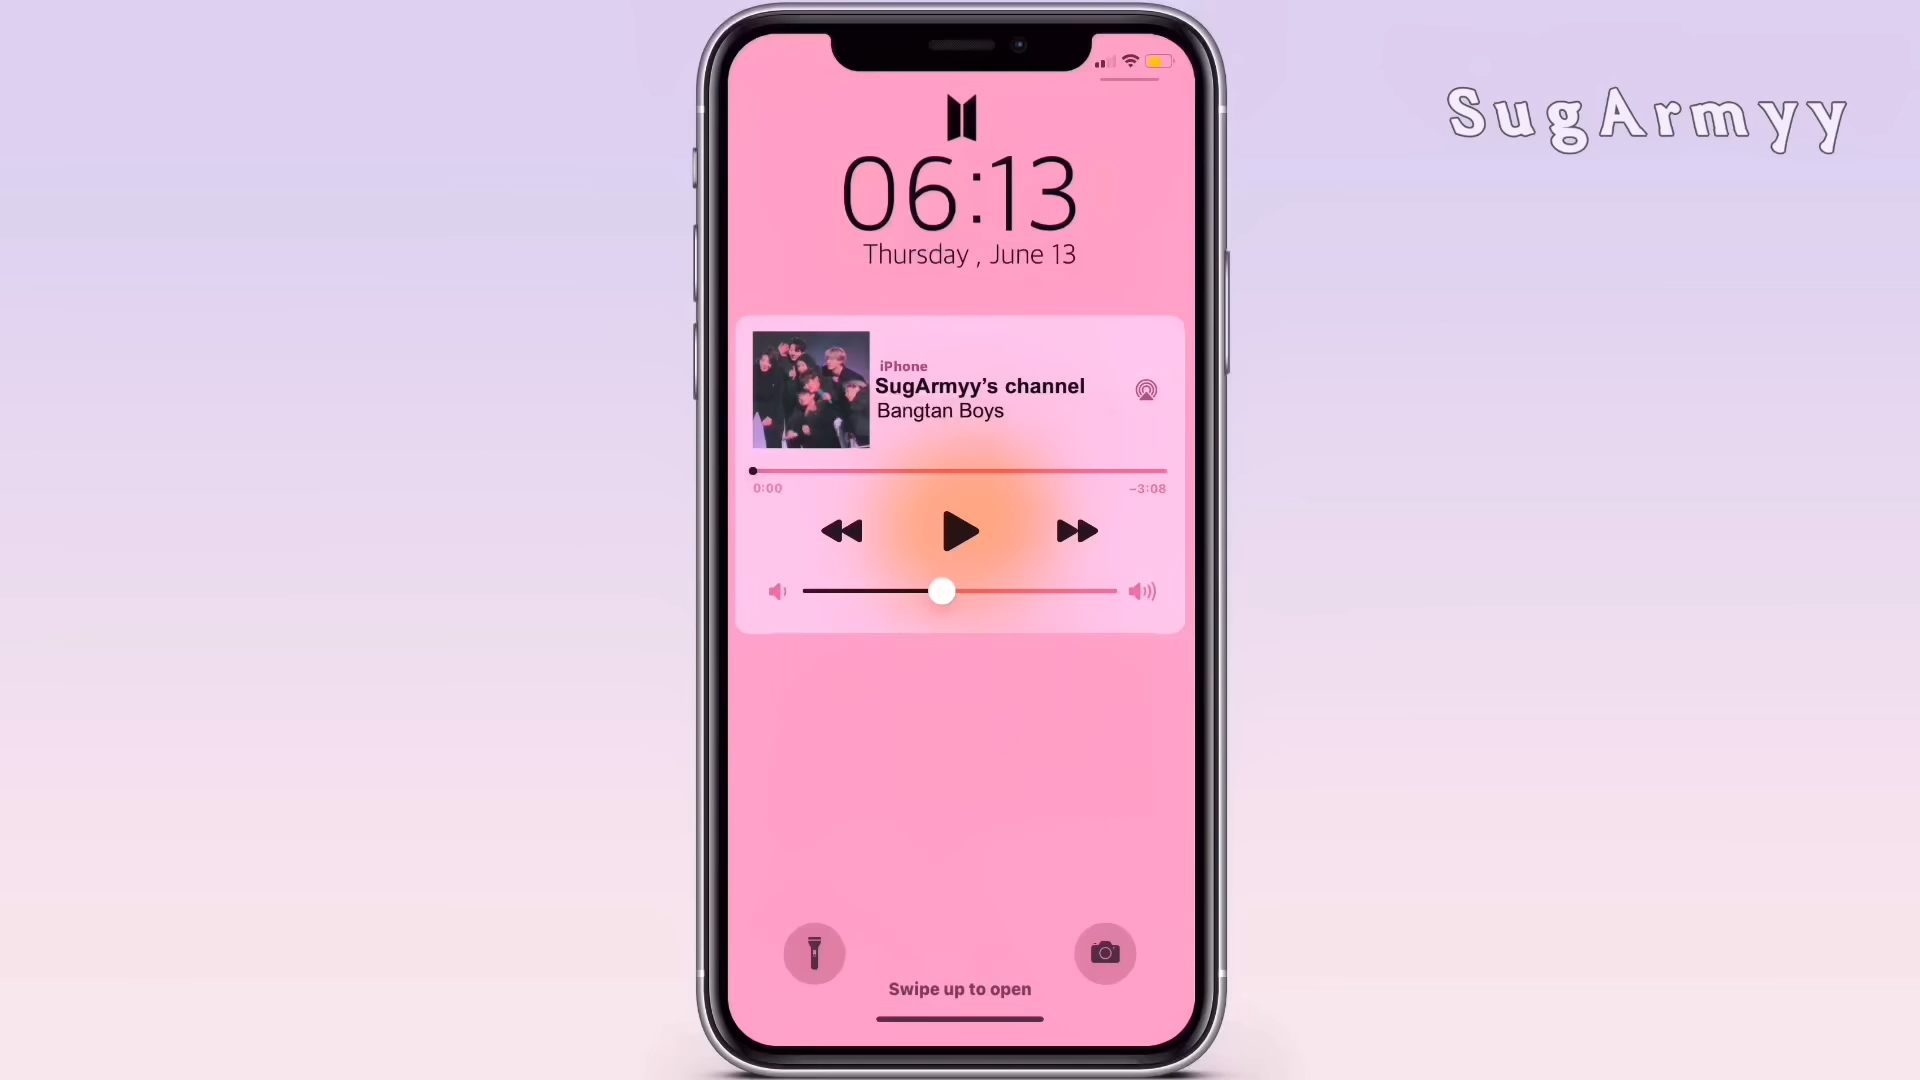 SugArmyy
06:13
Thursday , June 13
iPhone
SugArmyy’s channel
Bangtan Boys
0:00
–3:08
Swipe up to open